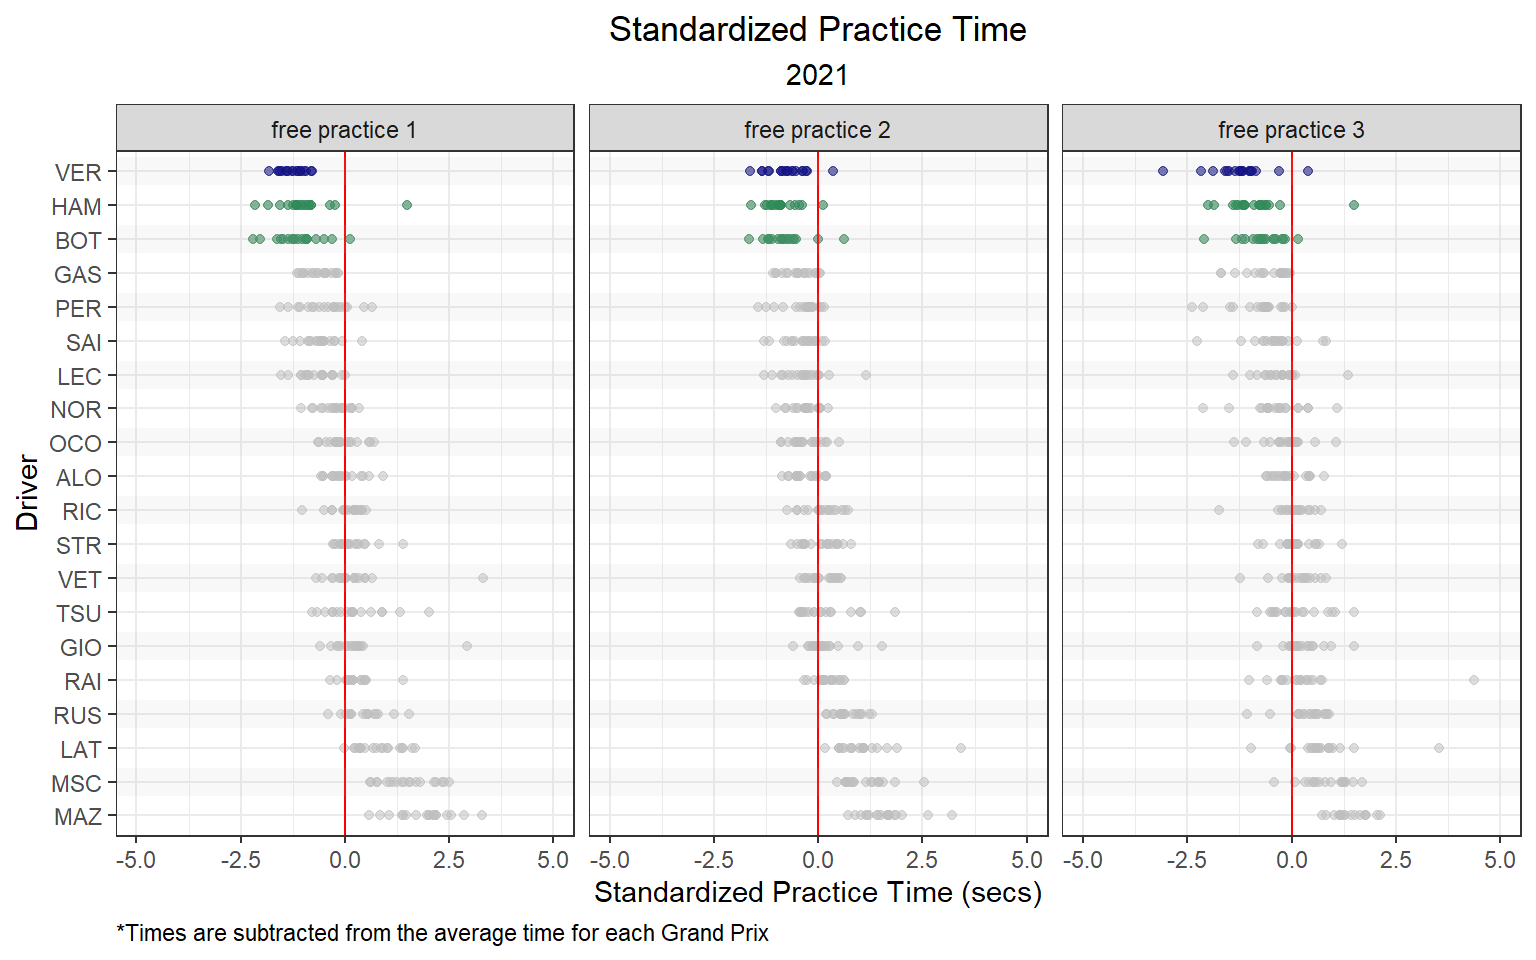 Standardized Practice Time
2021
free practice 1
free practice 2
free practice 3
Driver
VER
HAM
BOT
GAS
PER
SAI
LEC
NOR
OCO
ALO
RIC
STR
VET
TSU
GIO
RAI
RUS
LAT
MSC
MAZ
-5.0 -2.5 0.0 2.5 5.0 -5.0 -2.5 0.0 2.5 5.0 -5.0 -2.5 0.0 2.5 5.0
Standardized Practice Time (secs)
*Times are subtracted from the average time for each Grand Prix